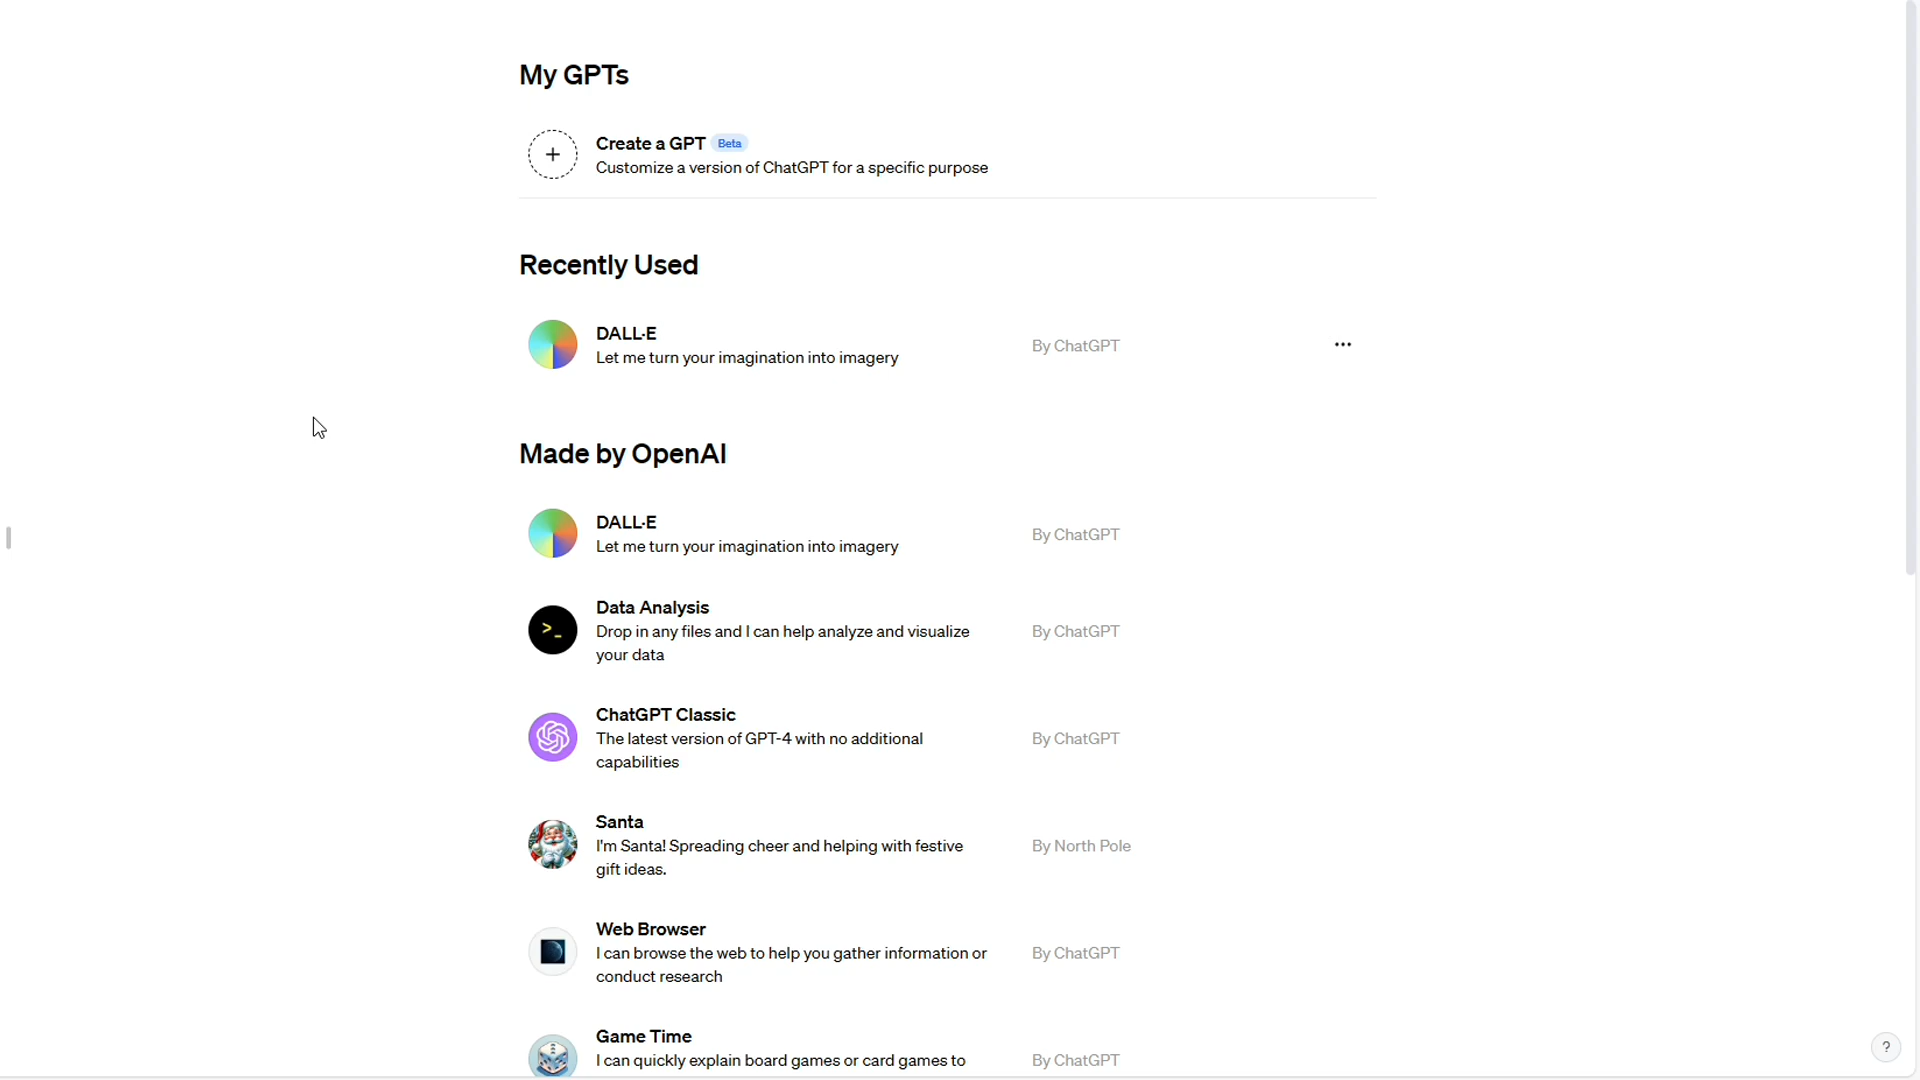 My GPTs
Create a GPT Beta
Customize a version of ChatGPT for a specific purpose
Recently Used
DALL·E
Let me turn your imagination into imagery
By ChatGPT
Made by OpenAI
DALL·E
Let me turn your imagination into imagery
By ChatGPT
Data Analysis
Drop in any files and I can help analyze and visualize
your data
By ChatGPT
ChatGPT Classic
The latest version of GPT-4 with no additional
capabilities
By ChatGPT
Santa
I'm Santa! Spreading cheer and helping with festive
gift ideas.
By North Pole
Web Browser
I can browse the web to help you gather information or
conduct research
By ChatGPT
Game Time
I can quickly explain board games or card games to
By ChatGPT
?